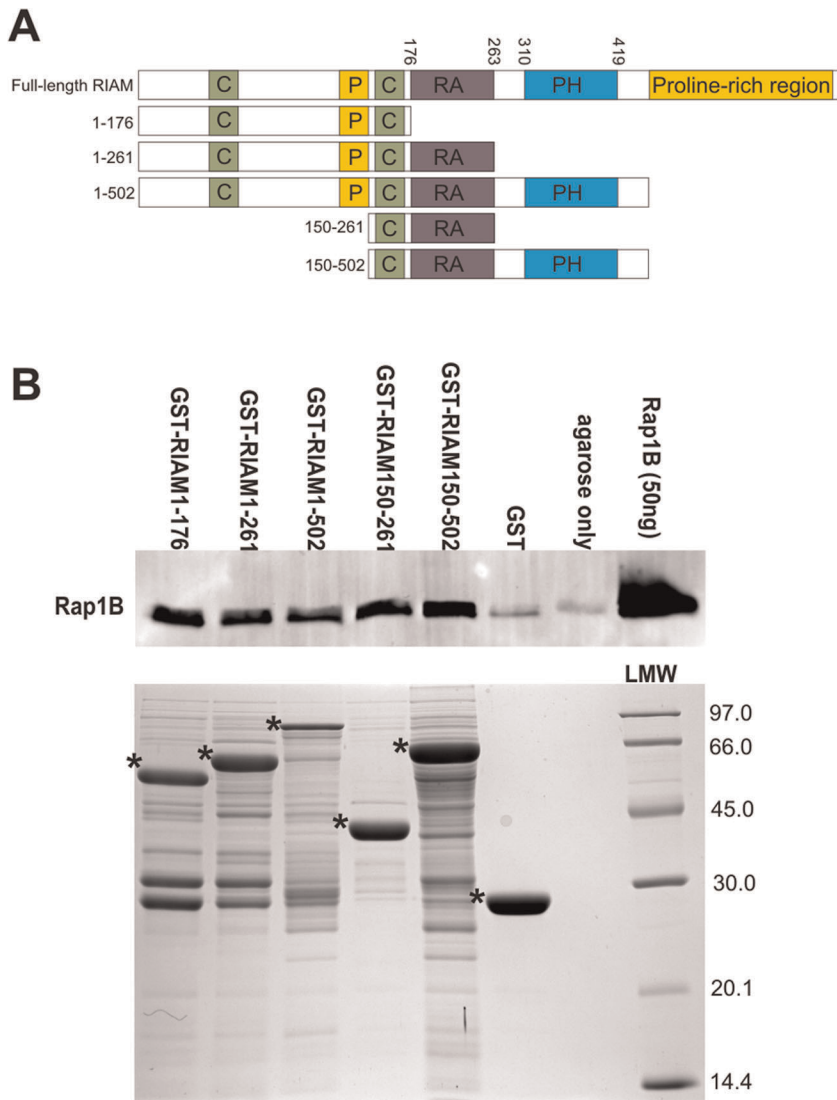 A
176 263 310 419
Full-length RIAM C P C RA PH Proline-rich region
1-176 C P C
1-261 C P C RA
1-502 C P C RA PH
150-261 C RA
150-502 C RA PH
B
GST-RIAM1-176
GST-RIAM1-261
GST-RIAM1-502
GST-RIAM150-261
GST-RIAM150-502
GST
agarose only
Rap1B (50ng)
Rap1B
LMW
* * * * * *
97.0
66.0
45.0
30.0
20.1
14.4